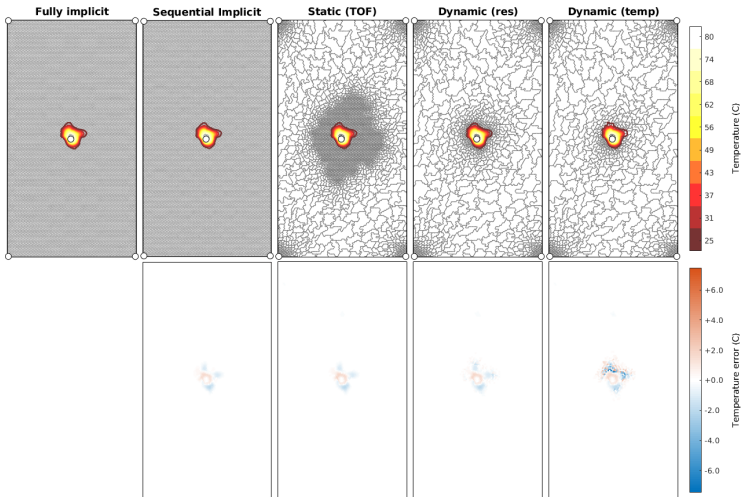 Fully implicit
Sequential Implicit
Static (TOF)
Dynamic (res)
Dynamic (temp)
80
74
68
62
56
49
43
37
31
25
Temperature (C)
+6.0
+4.0
+2.0
+0.0
-2.0
-4.0
-6.0
Temperature error (C)